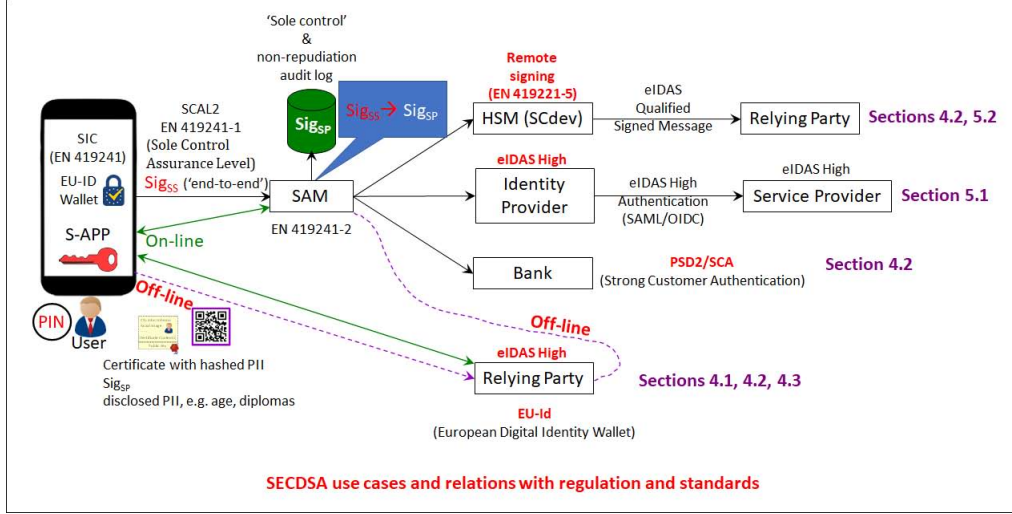 'Sole control'
&
non-repudiation
audit log
Sig_SP
Sig_SS → Sig_SP
SIC
(EN 419241)
EU-ID
Wallet
S-APP
PIN
User
SCAL2
EN 419241-1
(Sole Control
Assurance Level)
Sig_SS ('end-to-end')
SAM
EN 419241-2
On-line
Off-line
Remote
signing
(EN 419221-5)
HSM (SCdev)
eIDAS
Qualified
Signed Message
Relying Party
Sections 4.2, 5.2
eIDAS High
Identity
Provider
eIDAS High
Authentication
(SAML/OIDC)
eIDAS High
Service Provider
Section 5.1
Bank
PSD2/SCA
(Strong Customer Authentication)
Section 4.2
Off-line
eIDAS High
Relying Party
Sections 4.1, 4.2, 4.3
EU-Id
(European Digital Identity Wallet)
Certificate with hashed PII
Sig_SP
disclosed PII, e.g. age, diplomas
SECDSA use cases and relations with regulation and standards